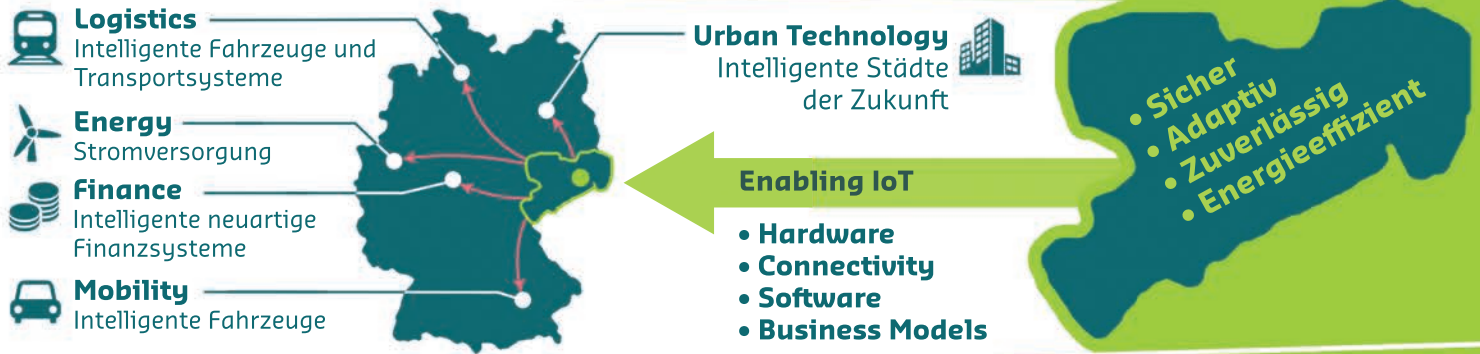 Logistics
Intelligente Fahrzeuge und
Transportsysteme
Energy
Stromversorgung
Finance
Intelligente neuartige
Finanzsysteme
Mobility
Intelligente Fahrzeuge
Urban Technology
Intelligente Städte
der Zukunft
Enabling IoT
• Hardware
• Connectivity
• Software
• Business Models
• Sicher
• Adaptiv
• Zuverlässig
• Energieeffizient